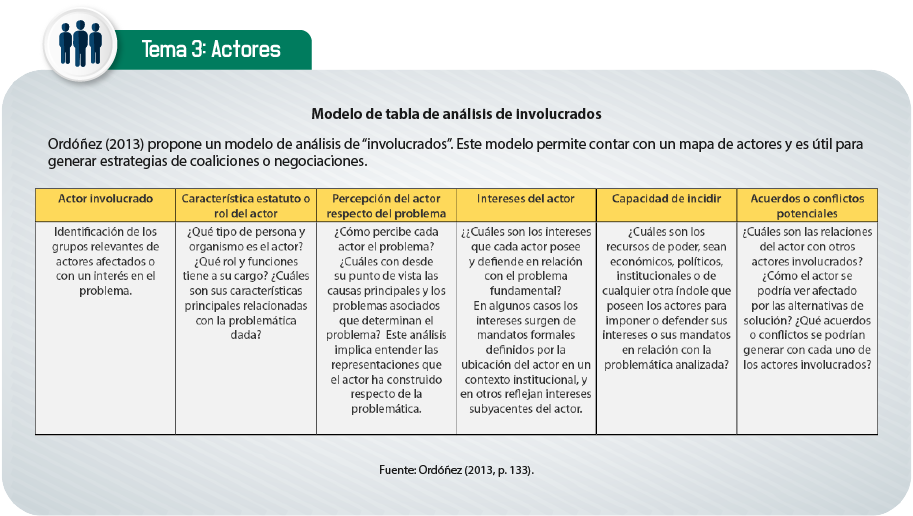 Tema 3: Actores
Modelo de tabla de análisis de involucrados
Ordóñez (2013) propone un modelo de análisis de “involucrados”. Este modelo permite contar con un mapa de actores y es útil para
generar estrategias de coaliciones o negociaciones.
Actor involucrado
Identificación de los
grupos relevantes de
actores afectados o
con un interés en el
problema.
Característica estatuto o
rol del actor
¿Qué tipo de persona y
organismo es el actor?
¿Qué rol y funciones
tiene a su cargo? ¿Cuáles
son sus características
principales relacionadas
con la problemática
dada?
Percepción del actor
respecto del problema
¿Cómo percibe cada
actor el problema?
¿Cuáles con desde
su punto de vista las
causas principales y los
problemas asociados
que determinan el
problema? Este análisis
implica entender las
representaciones que
el actor ha construido
respecto de la
problemática.
Intereses del actor
¿¿Cuáles son los intereses
que cada actor posee
y defiende en relación
con el problema
fundamental?
En algunos casos los
intereses surgen de
mandatos formales
definidos por la
ubicación del actor en un
contexto institucional, y
en otros reflejan intereses
subyacentes del actor.
Capacidad de incidir
¿Cuáles son los
recursos de poder, sean
económicos, políticos,
institucionales o de
cualquier otra índole que
poseen los actores para
imponer o defender sus
intereses o sus mandatos
en relación con la
problemática analizada?
Acuerdos o conflictos
potenciales
¿Cuáles son las relaciones
del actor con otros
actores involucrados?
¿Cómo el actor se
podría ver afectado
por las alternativas de
solución? ¿Qué acuerdos
o conflictos se podrían
generar con cada uno de
los actores involucrados?
Fuente: Ordóñez (2013, p. 133).